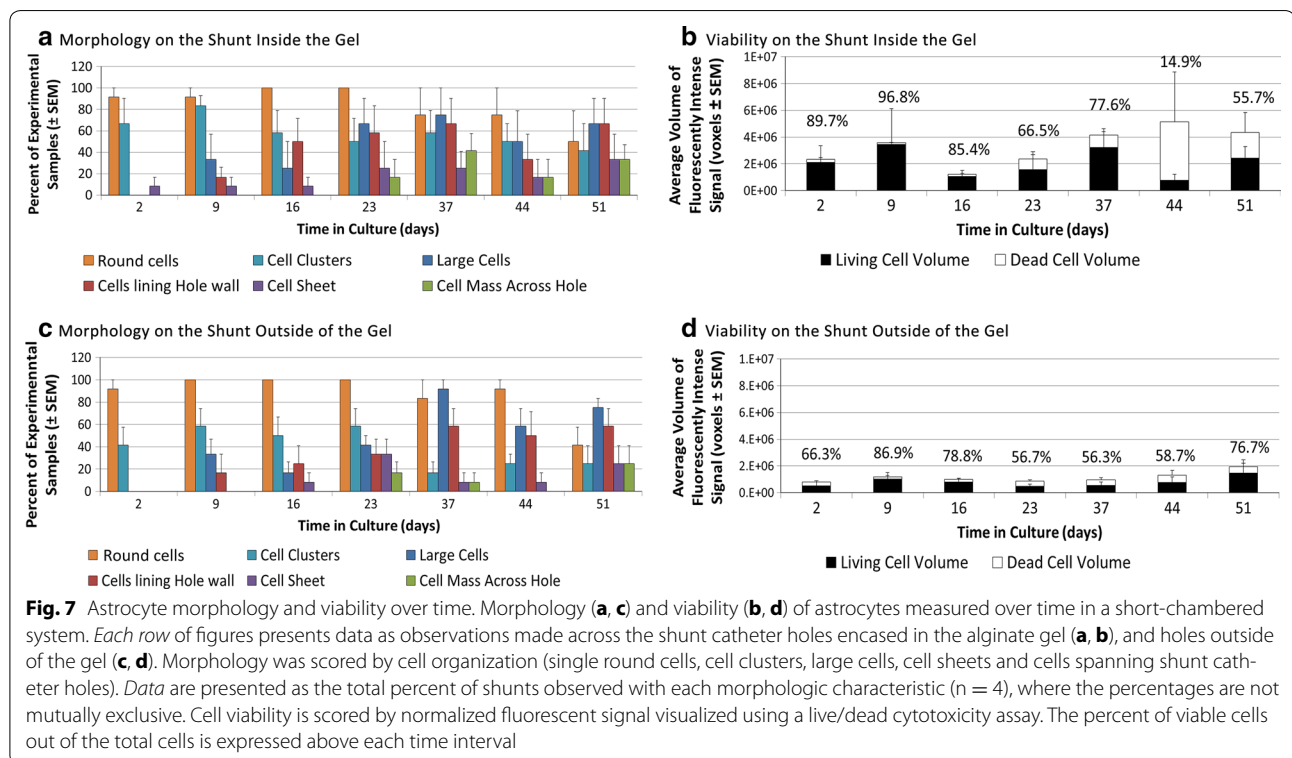 a Morphology on the Shunt Inside the Gel
Percent of Experimental
Samples (± SEM)
120
100
80
60
40
20
0
2 9 16 23 37 44 51
Time in Culture (days)
Round cells Cell Clusters Large Cells
Cells lining Hole wall Cell Sheet Cell Mass Across Hole
b Viability on the Shunt Inside the Gel
Average Volume of
Fluorescently Intense
Signal (voxels ± SEM)
1E+07
8E+06
6E+06
4E+06
2E+06
0E+00
89.7% 96.8% 85.4% 66.5% 77.6% 14.9% 55.7%
2 9 16 23 37 44 51
Time in Culture (days)
Living Cell Volume Dead Cell Volume
c Morphology on the Shunt Outside of the Gel
Percent of Experimenntal
Samples (± SEM)
120
100
80
60
40
20
0
2 9 16 23 37 44 51
Time in Culture (days)
Round cells Cell Clusters Large Cells
Cells lining Hole wall Cell Sheet Cell Mass Across Hole
d Viability on the Shunt Outside of the Gel
Average Volume of
Fluorescently Intense
Signal (voxels ± SEM)
1.E+07
8.E+06
6.E+06
4.E+06
2.E+06
0.E+00
66.3% 86.9% 78.8% 56.7% 56.3% 58.7% 76.7%
2 9 16 23 37 44 51
Time in Culture (days)
Living Cell Volume Dead Cell Volume
Fig. 7 Astrocyte morphology and viability over time. Morphology (a, c) and viability (b, d) of astrocytes measured over time in a short-chambered
system. Each row of figures presents data as observations made across the shunt catheter holes encased in the alginate gel (a, b), and holes outside
of the gel (c, d). Morphology was scored by cell organization (single round cells, cell clusters, large cells, cell sheets and cells spanning shunt cath-
eter holes). Data are presented as the total percent of shunts observed with each morphologic characteristic (n = 4), where the percentages are not
mutually exclusive. Cell viability is scored by normalized fluorescent signal visualized using a live/dead cytotoxicity assay. The percent of viable cells
out of the total cells is expressed above each time interval